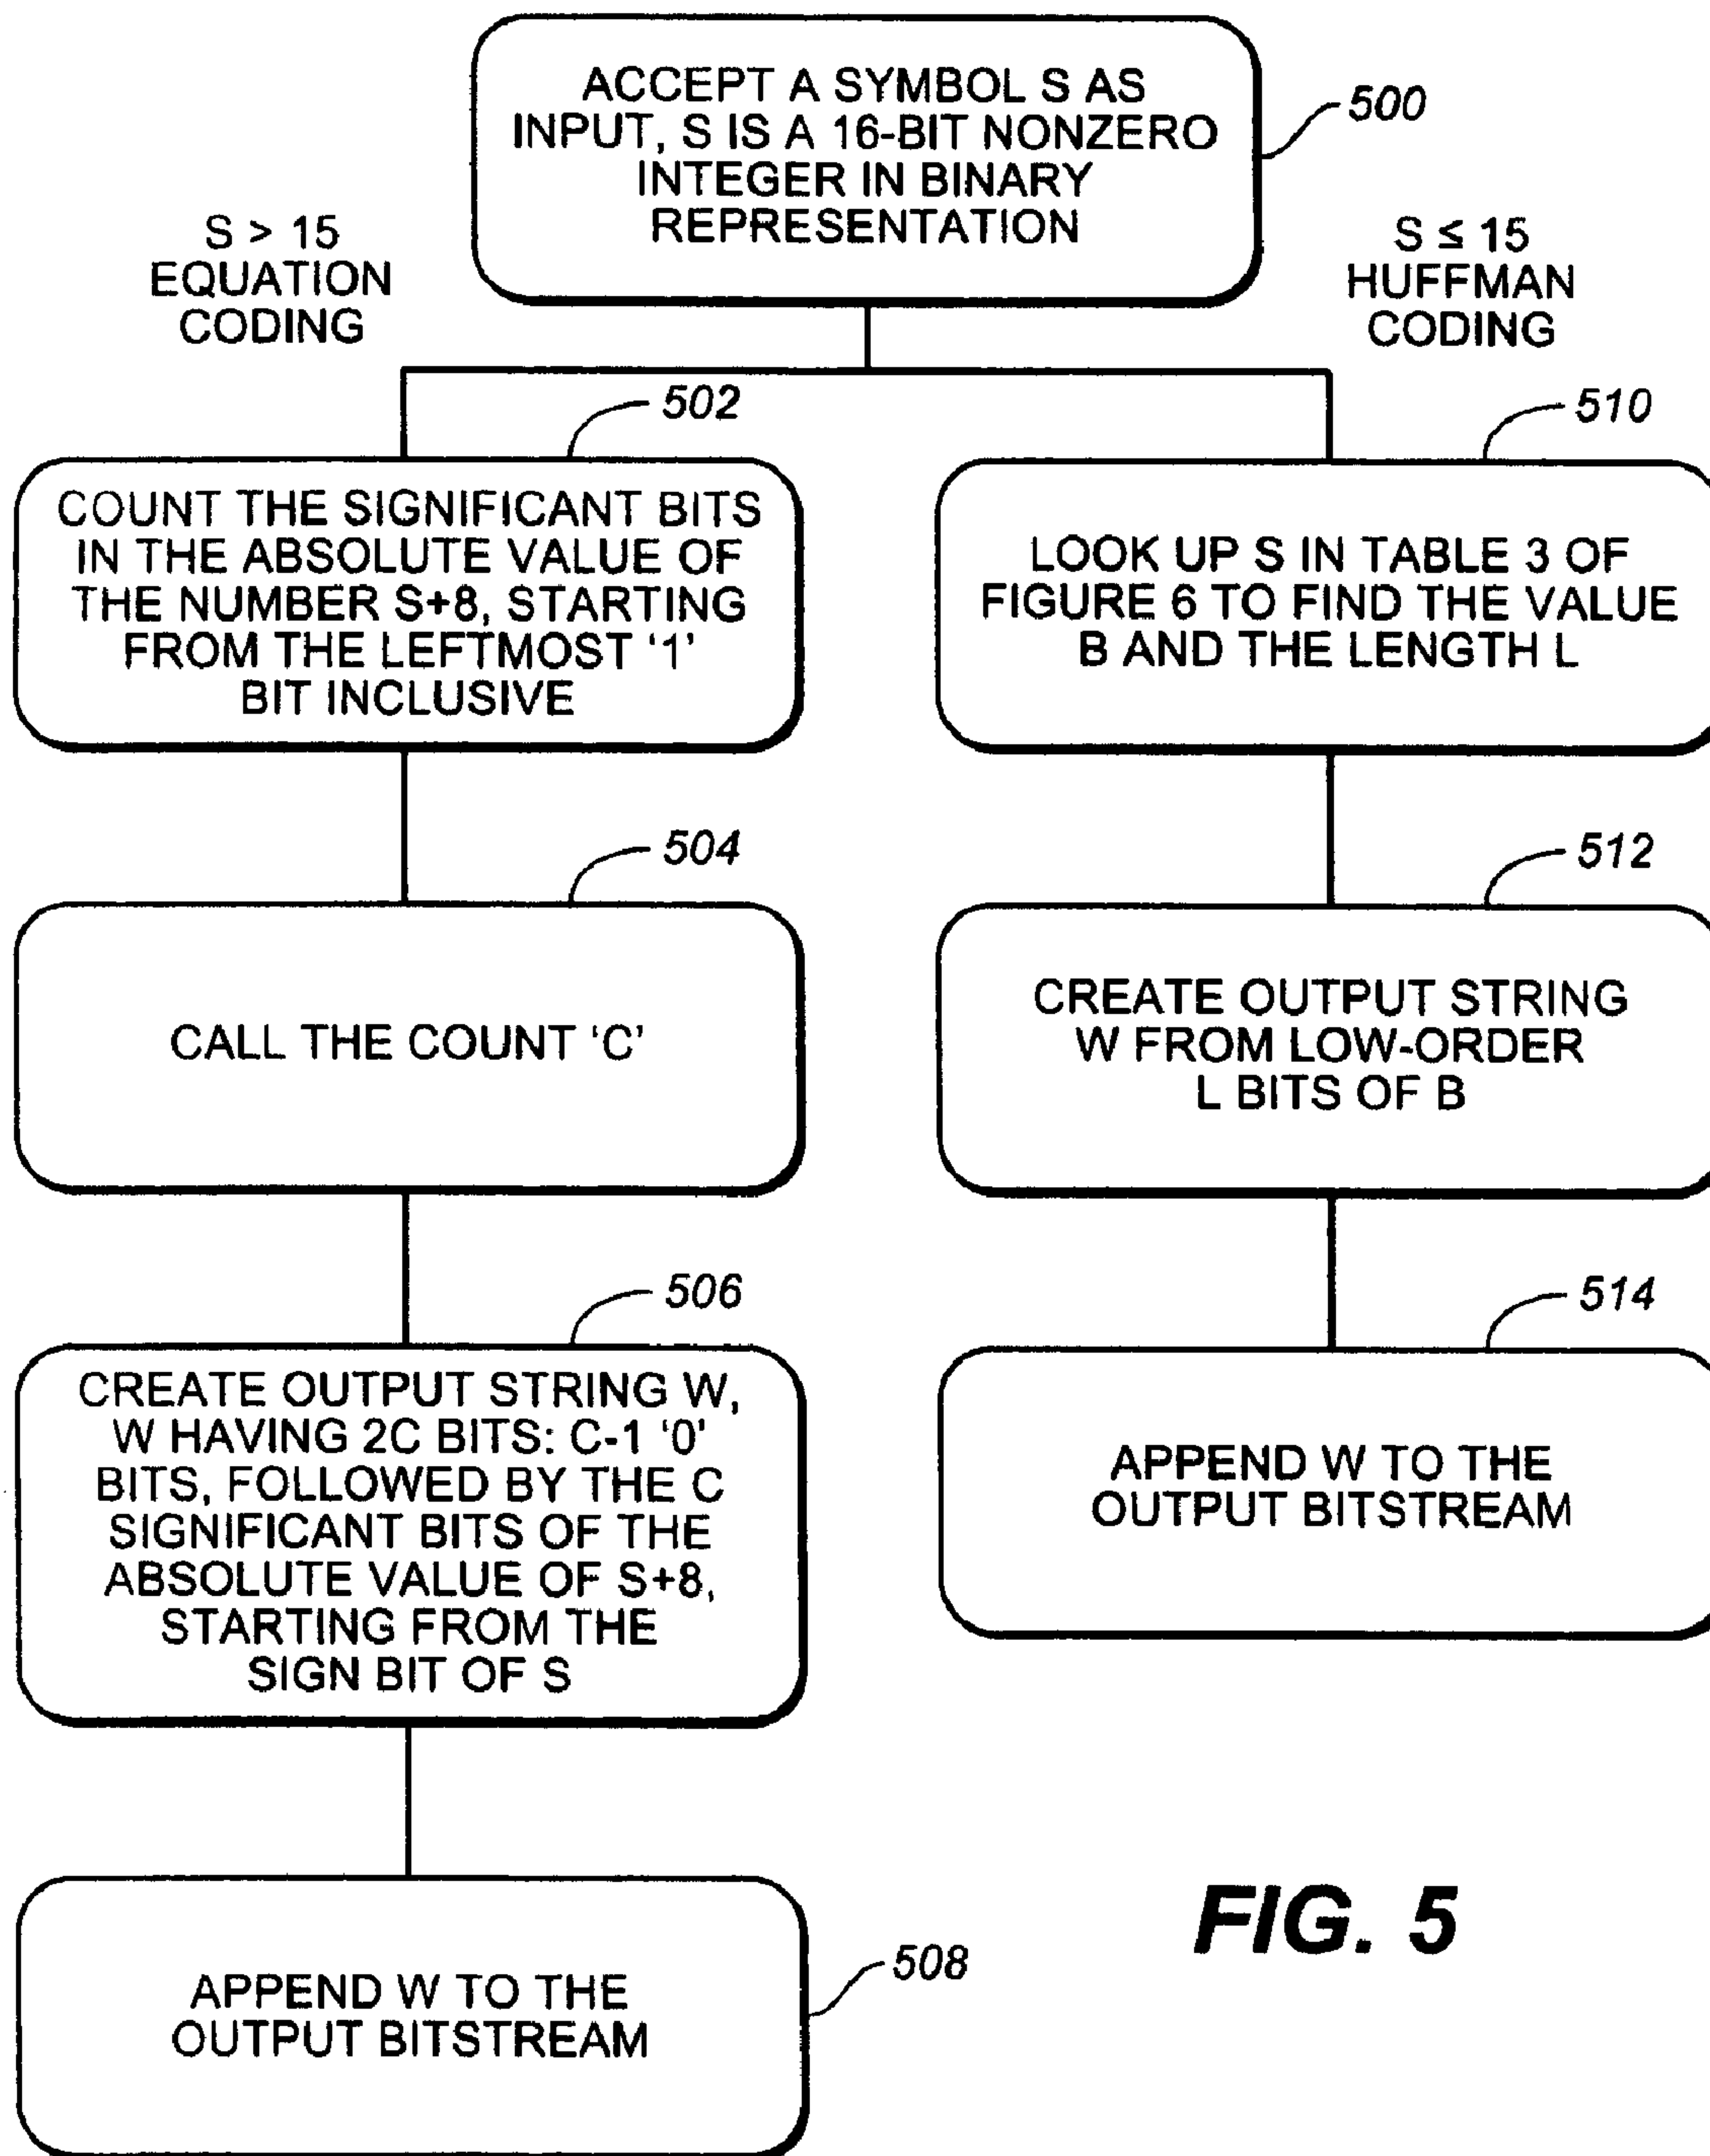 ACCEPT A SYMBOL S AS
INPUT, S IS A 16-BIT NONZERO
INTEGER IN BINARY
REPRESENTATION
500
S > 15
EQUATION
CODING
S ≤ 15
HUFFMAN
CODING
502
COUNT THE SIGNIFICANT BITS
IN THE ABSOLUTE VALUE OF
THE NUMBER S+8, STARTING
FROM THE LEFTMOST ‘1’
BIT INCLUSIVE
510
LOOK UP S IN TABLE 3 OF
FIGURE 6 TO FIND THE VALUE
B AND THE LENGTH L
504
CALL THE COUNT ‘C’
512
CREATE OUTPUT STRING
W FROM LOW-ORDER
L BITS OF B
506
CREATE OUTPUT STRING W,
W HAVING 2C BITS: C-1 ‘0’
BITS, FOLLOWED BY THE C
SIGNIFICANT BITS OF THE
ABSOLUTE VALUE OF S+8,
STARTING FROM THE
SIGN BIT OF S
514
APPEND W TO THE
OUTPUT BITSTREAM
508
APPEND W TO THE
OUTPUT BITSTREAM
FIG. 5